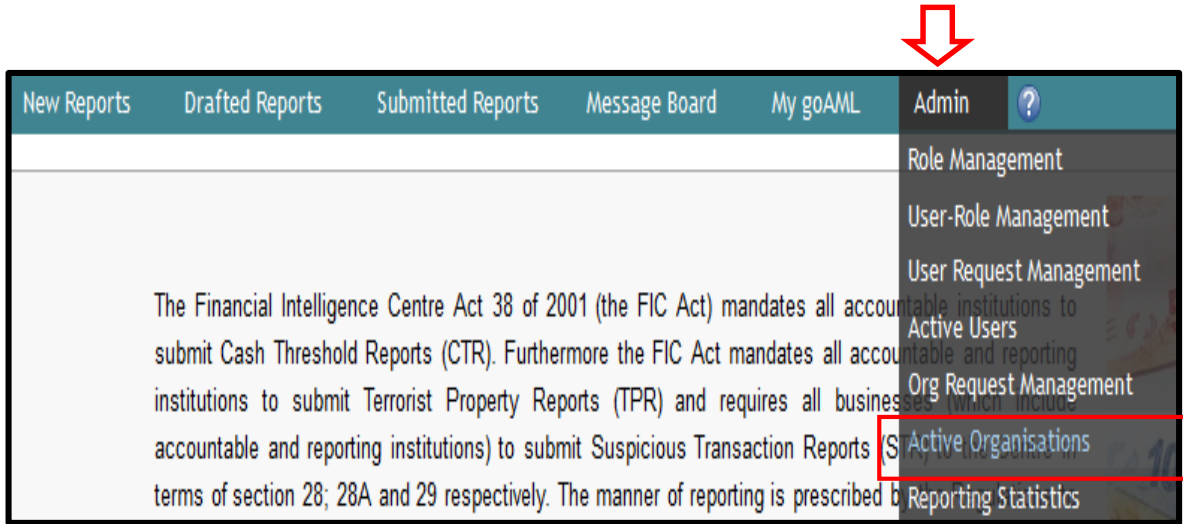 New Reports Drafted Reports Submitted Reports Message Board My goAML Admin ?
Role Management
User-Role Management
User Request Management
The Financial Intelligence Centre Act 38 of 2001 (the FIC Act) mandates all accountable institutions to
Active Users
submit Cash Threshold Reports (CTR). Furthermore the FIC Act mandates all accountable and reporting
Org Request Management
institutions to submit Terrorist Property Reports (TPR) and requires all businesses (which include
Active Organisations
accountable and reporting institutions) to submit Suspicious Transaction Reports (STR) to the Centre in
Reporting Statistics
terms of section 28; 28A and 29 respectively. The manner of reporting is prescribed by
10